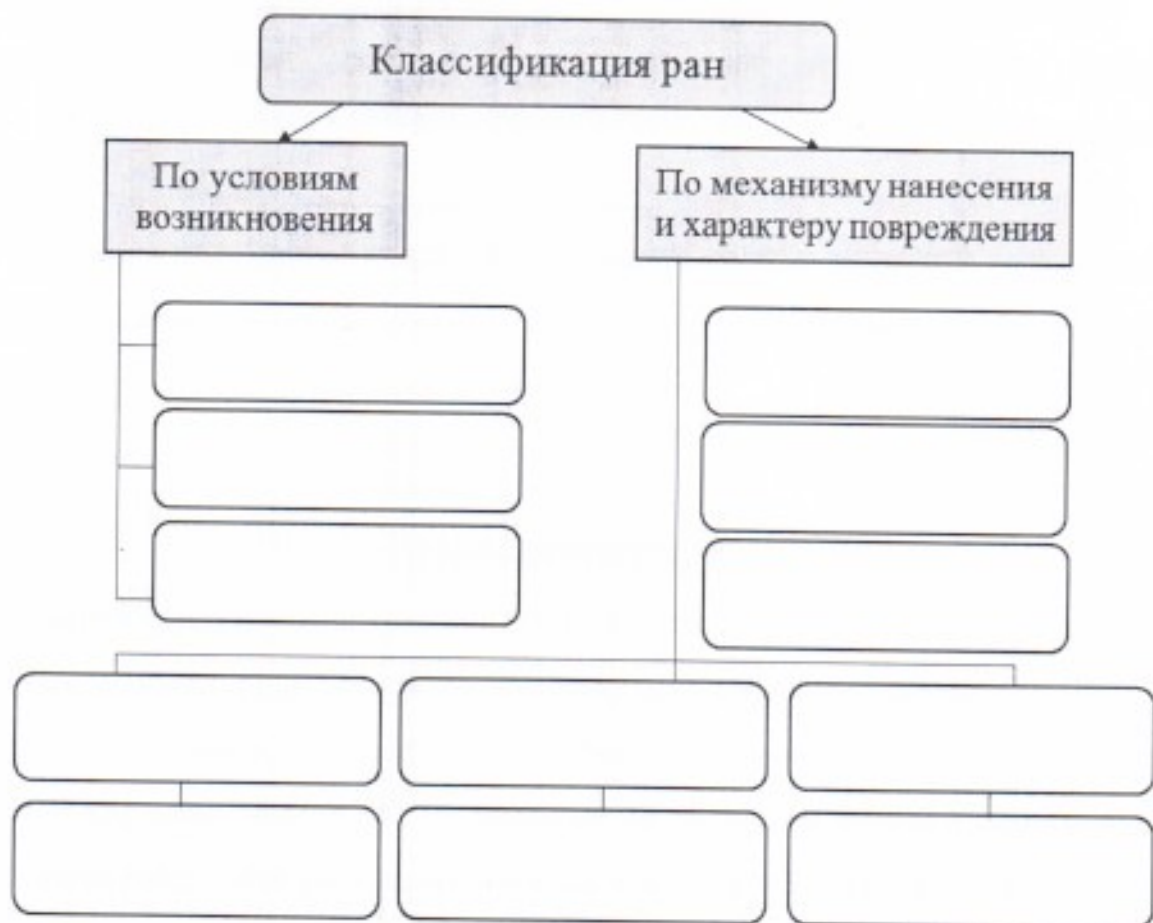 Классификация ран
По условиям
возникновения
По механизму нанесения
и характеру повреждения